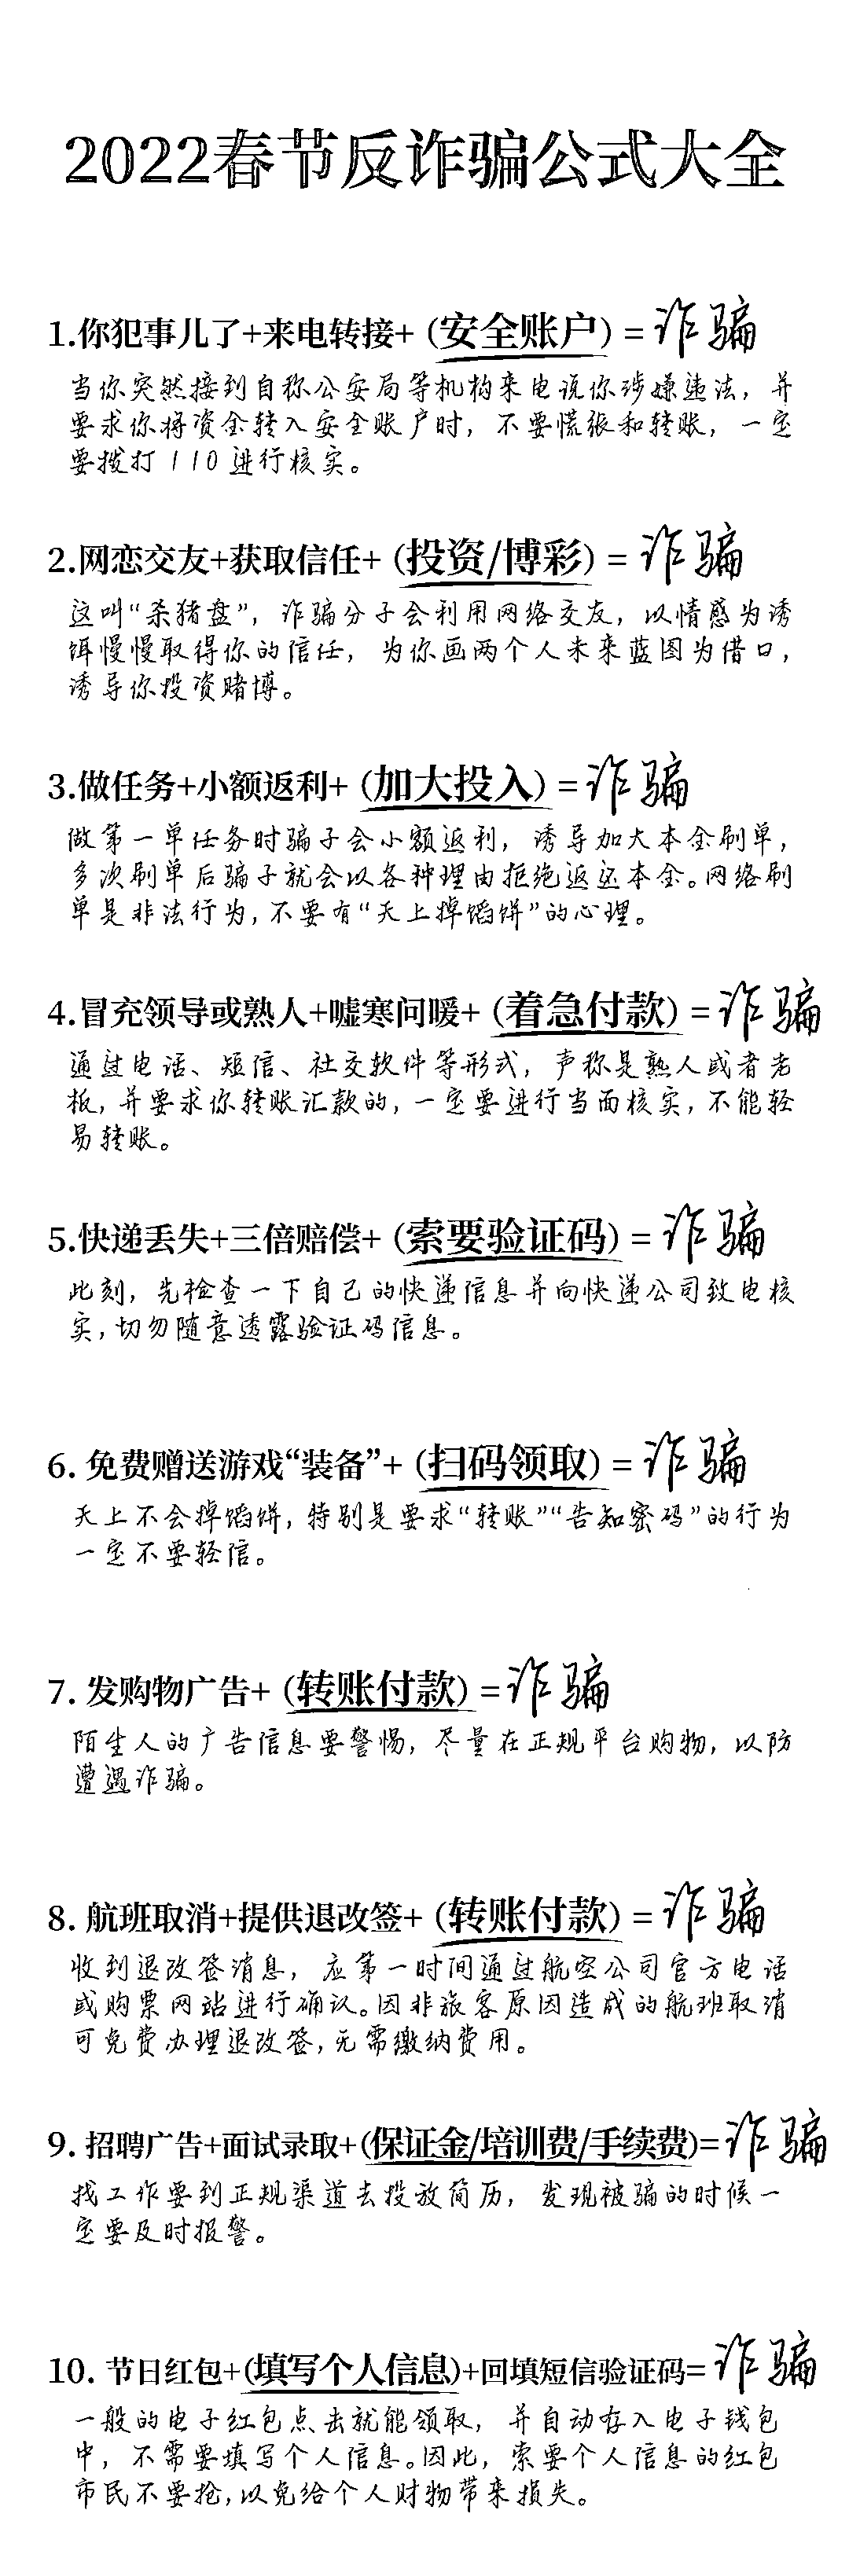 2022春节反诈骗公式大全
1.你犯事儿了+来电转接+（安全账户）=诈骗
当你突然接到自称公安局等机构来电说你涉嫌违法，并
要求你将资金转入安全账户时，不要慌张和转账，一定
要拨打110进行核实。
2.网恋交友+获取信任+（投资/博彩）=诈骗
这叫“杀猪盘”，诈骗分子会利用网络交友，以情感为诱
饵慢慢取得你的信任，为你画两个人未来蓝图为借口，
诱导你投资赌博。
3.做任务+小额返利+（加大投入）=诈骗
做第一单任务时骗子会小额返利，诱导加大本金刷单，
多次刷单后骗子就会以各种理由拒绝返还本金。网络刷
单是非法行为，不要有“天上掉馅饼”的心理。
4.冒充领导或熟人+嘘寒问暖+（着急付款）=诈骗
通过电话、短信、社交软件等形式，声称是熟人或者老
板，并要求你转账汇款的，一定要进行当面核实，不能轻
易转账。
5.快递丢失+三倍赔偿+（索要验证码）=诈骗
此刻，先检查一下自己的快递信息并向快递公司致电核
实，切勿随意透露验证码信息。
6. 免费赠送游戏“装备”+（扫码领取）=诈骗
天上不会掉馅饼，特别是要求“转账”“告知密码”的行为
一定不要轻信。
7. 发购物广告+（转账付款）=诈骗
陌生人的广告信息要警惕，尽量在正规平台购物，以防
遭遇诈骗。
8. 航班取消+提供退改签+（转账付款）=诈骗
收到退改签消息，应第一时间通过航空公司官方电话
或购票网站进行确认。因非旅客原因造成的航班取消
可免费办理退改签，无需缴纳费用。
9. 招聘广告+面试录取+(保证金/培训费/手续费)=诈骗
找工作要到正规渠道去投放简历，发现被骗的时候一
定要及时报警。
10. 节日红包+(填写个人信息)+回填短信验证码=诈骗
一般的电子红包点击就能领取，并自动存入电子钱包
中，不需要填写个人信息。因此，索要个人信息的红包
市民不要抢，以免给个人财物带来损失。